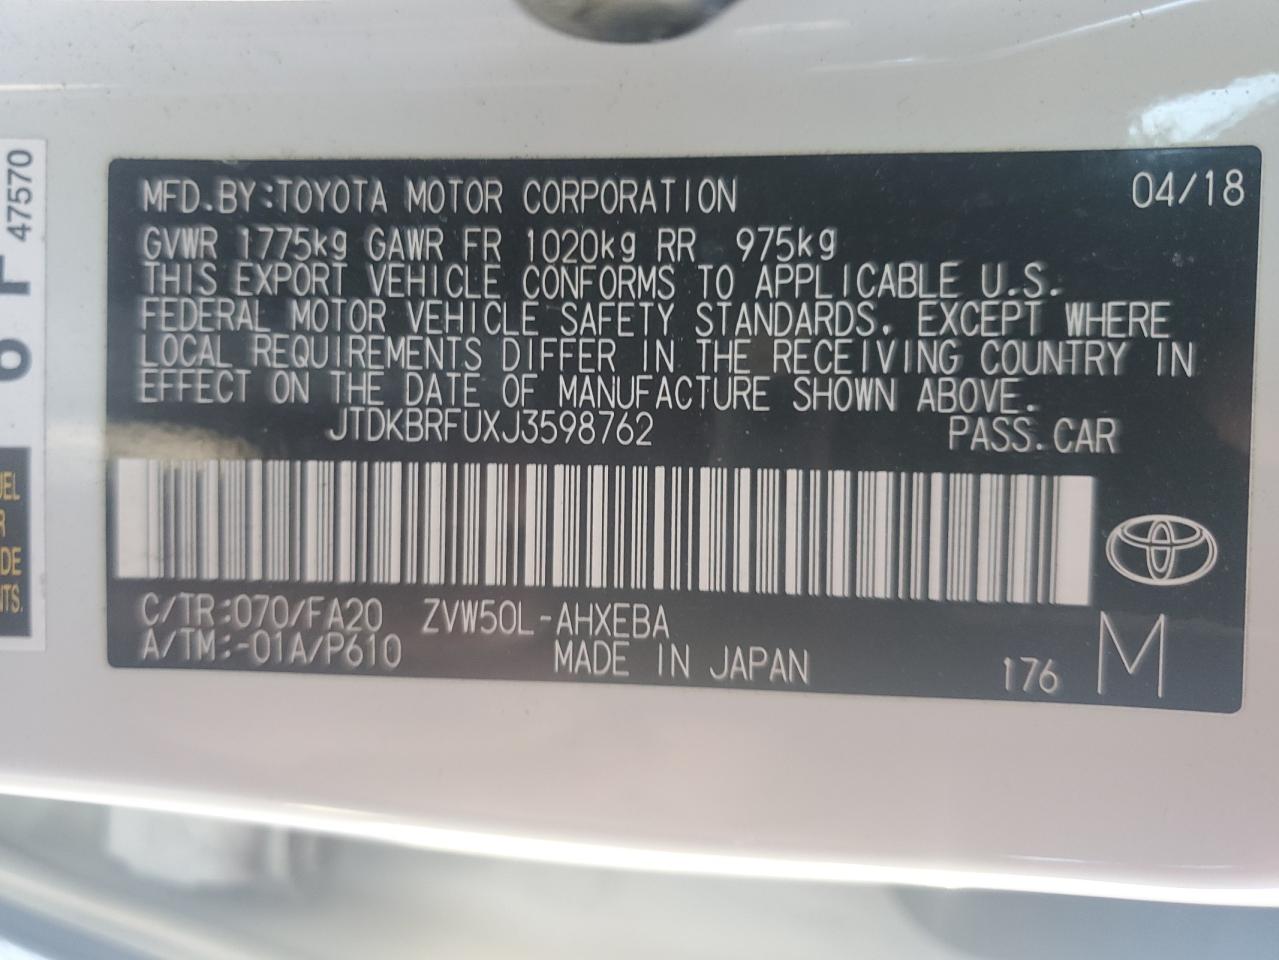 MFD.BY:TOYOTA MOTOR CORPORATION 04/18
GVWR 1775kg GAWR FR 1020kg RR 975kg
THIS EXPORT VEHICLE CONFORMS TO APPLICABLE U.S.
FEDERAL MOTOR VEHICLE SAFETY STANDARDS. EXCEPT WHERE
LOCAL REQUIREMENTS DIFFER IN THE RECEIVING COUNTRY IN
EFFECT ON THE DATE OF MANUFACTURE SHOWN ABOVE.
JTDKBRFUXJ3598762 PASS.CAR
C/TR:070/FA20 ZVW50L-AHXEBA
A/TM:-01A/P610 MADE IN JAPAN 176 M
47570